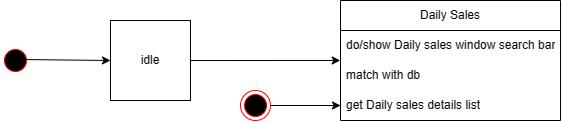 Daily Sales
idle
do/show Daily sales window search bar
match with db
get Daily sales details list